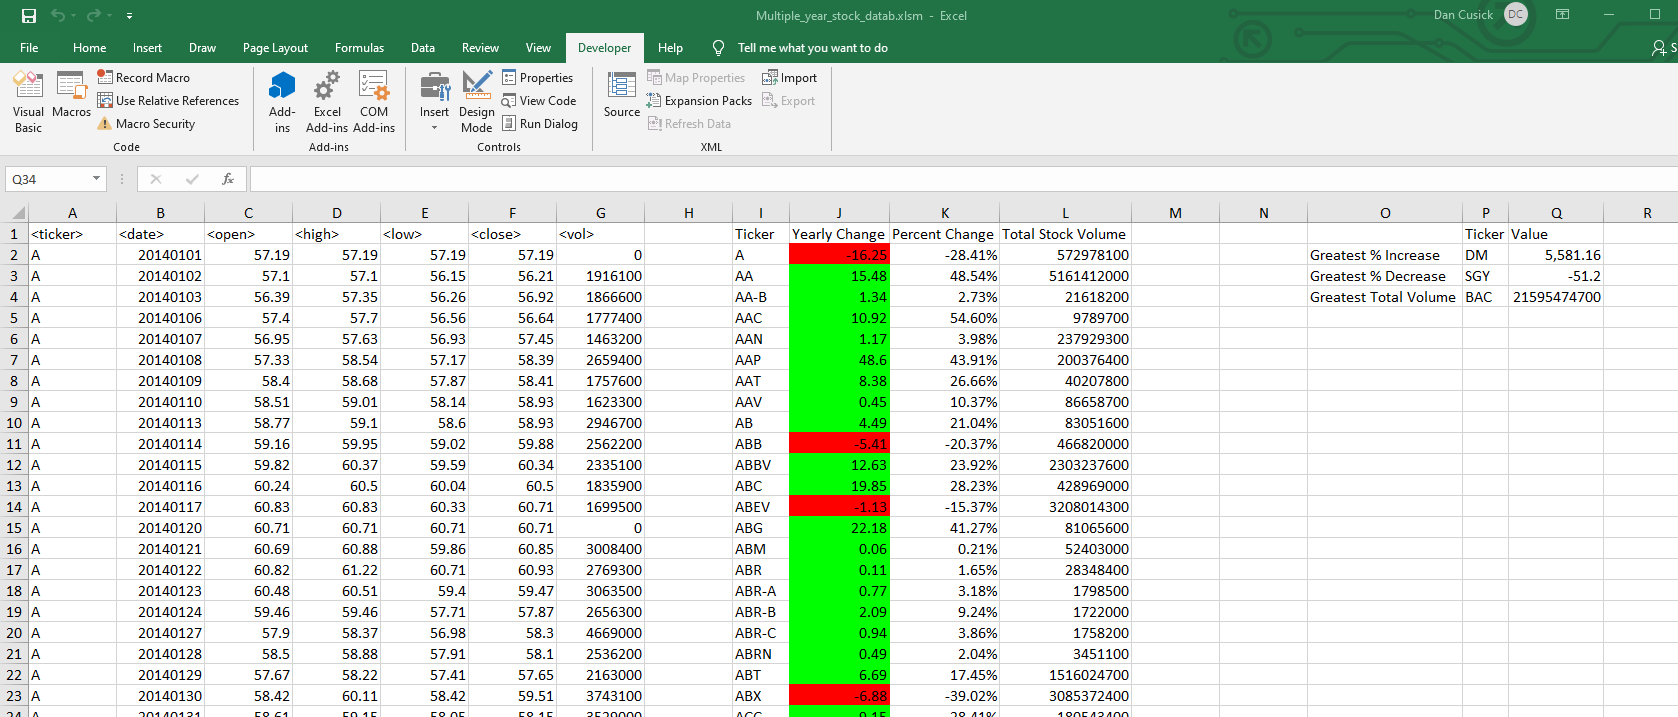 Multiple_year_stock_datab.xlsm - Excel Dan Cusick DC
File Home Insert Draw Page Layout Formulas Data Review View Developer Help Tell me what you want to do S
Visual Basic Macros Record Macro Use Relative References Macro Security Code
Add-ins Excel Add-ins COM Add-ins Add-ins
Insert Design Mode Properties View Code Run Dialog Controls
Source Map Properties Expansion Packs Refresh Data Import Export XML
Q34 fx
A B C D E F G H I J K L M N O P Q R
1 <ticker> <date> <open> <high> <low> <close> <vol> Ticker Yearly Change Percent Change Total Stock Volume Ticker Value
2 A 20140101 57.19 57.19 57.19 57.19 0 A -16.25 -28.41% 572978100 Greatest % Increase DM 5,581.16
3 A 20140102 57.1 57.1 56.15 56.21 1916100 AA 15.48 48.54% 5161412000 Greatest % Decrease SGY -51.2
4 A 20140103 56.39 57.35 56.26 56.92 1866600 AA-B 1.34 2.73% 21618200 Greatest Total Volume BAC 21595474700
5 A 20140106 57.4 57.7 56.56 56.64 1777400 AAC 10.92 54.60% 9789700
6 A 20140107 56.95 57.63 56.93 57.45 1463200 AAN 1.17 3.98% 237929300
7 A 20140108 57.33 58.54 57.17 58.39 2659400 AAP 48.6 43.91% 200376400
8 A 20140109 58.4 58.68 57.87 58.41 1757600 AAT 8.38 26.66% 40207800
9 A 20140110 58.51 59.01 58.14 58.93 1623300 AAV 0.45 10.37% 86658700
10 A 20140113 58.77 59.1 58.6 58.93 2946700 AB 4.49 21.04% 83051600
11 A 20140114 59.16 59.95 59.02 59.88 2562200 ABB -5.41 -20.37% 466820000
12 A 20140115 59.82 60.37 59.59 60.34 2335100 ABBV 12.63 23.92% 2303237600
13 A 20140116 60.24 60.5 60.04 60.5 1835900 ABC 19.85 28.23% 428969000
14 A 20140117 60.83 60.83 60.33 60.71 1699500 ABEV -1.13 -15.37% 3208014300
15 A 20140120 60.71 60.71 60.71 60.71 0 ABG 22.18 41.27% 81065600
16 A 20140121 60.69 60.88 59.86 60.85 3008400 ABM 0.06 0.21% 52403000
17 A 20140122 60.82 61.22 60.71 60.93 2769300 ABR 0.11 1.65% 28348400
18 A 20140123 60.48 60.51 59.4 59.47 3063500 ABR-A 0.77 3.18% 1798500
19 A 20140124 59.46 59.46 57.71 57.87 2656300 ABR-B 2.09 9.24% 1722000
20 A 20140127 57.9 58.37 56.98 58.3 4669000 ABR-C 0.94 3.86% 1758200
21 A 20140128 58.5 58.88 57.91 58.1 2536200 ABRN 0.49 2.04% 3451100
22 A 20140129 57.67 58.22 57.41 57.65 2163000 ABT 6.69 17.45% 1516024700
23 A 20140130 58.42 60.11 58.42 59.51 3743100 ABX -6.88 -39.02% 3085372400
24 A 20140131